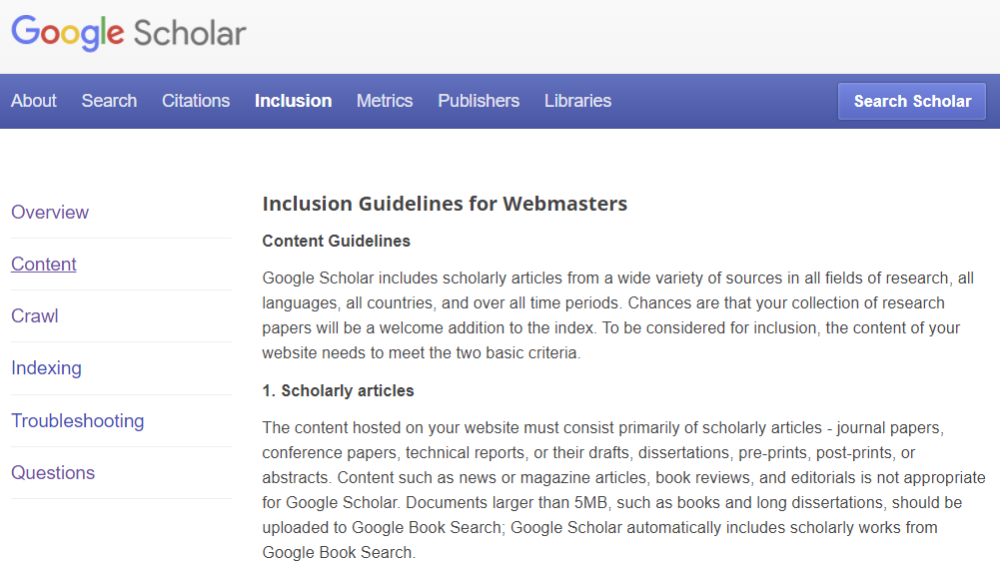 Google Scholar
About Search Citations Inclusion Metrics Publishers Libraries Search Scholar
Overview
Content
Crawl
Indexing
Troubleshooting
Questions
Inclusion Guidelines for Webmasters
Content Guidelines
Google Scholar includes scholarly articles from a wide variety of sources in all fields of research, all
languages, all countries, and over all time periods. Chances are that your collection of research
papers will be a welcome addition to the index. To be considered for inclusion, the content of your
website needs to meet the two basic criteria.
1. Scholarly articles
The content hosted on your website must consist primarily of scholarly articles - journal papers,
conference papers, technical reports, or their drafts, dissertations, pre-prints, post-prints, or
abstracts. Content such as news or magazine articles, book reviews, and editorials is not appropriate
for Google Scholar. Documents larger than 5MB, such as books and long dissertations, should be
uploaded to Google Book Search; Google Scholar automatically includes scholarly works from
Google Book Search.